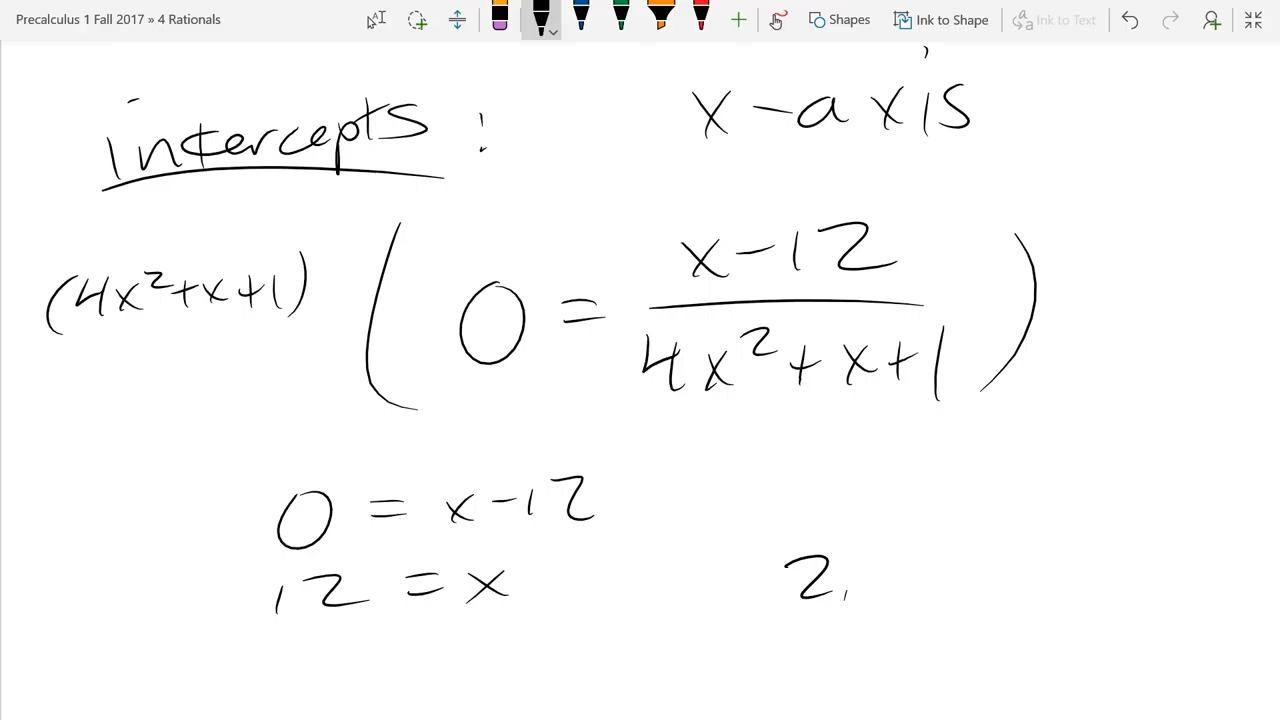 Precalculus 1 Fall 2017 » 4 Rationals
Shapes
Ink to Shape
Ink to Text
intercepts :
x-axis
(4x²+x+1) ( 0 = x-12 / 4x²+x+1 )
0 = x-12
12 = x
2,